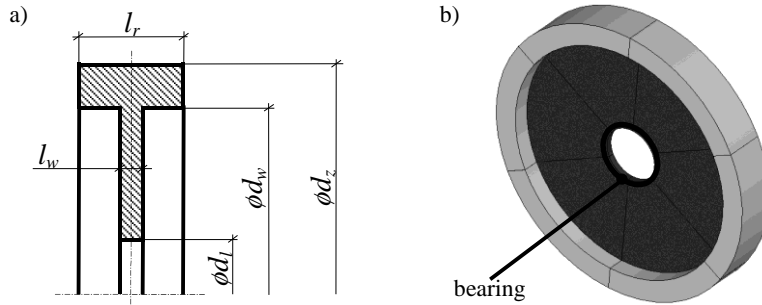 a)
l_r
l_w
ϕd_w
ϕd_z
ϕd_l
b)
bearing